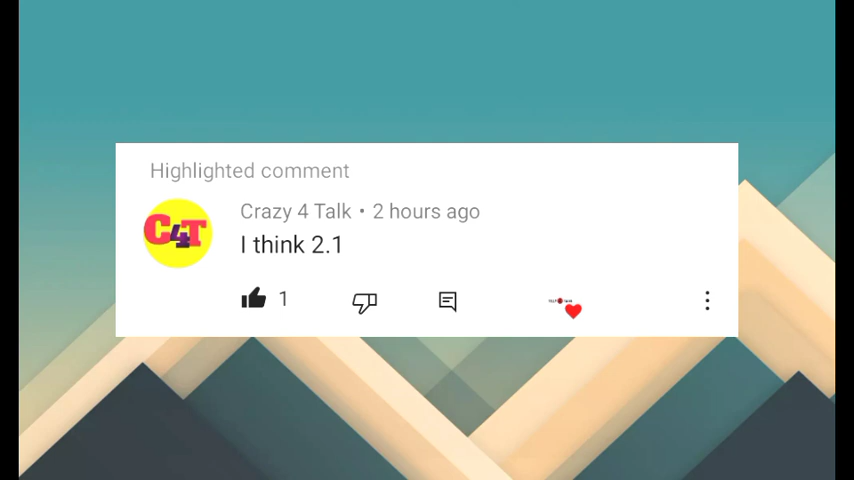 Highlighted comment
Crazy 4 Talk • 2 hours ago
C4T
I think 2.1
1